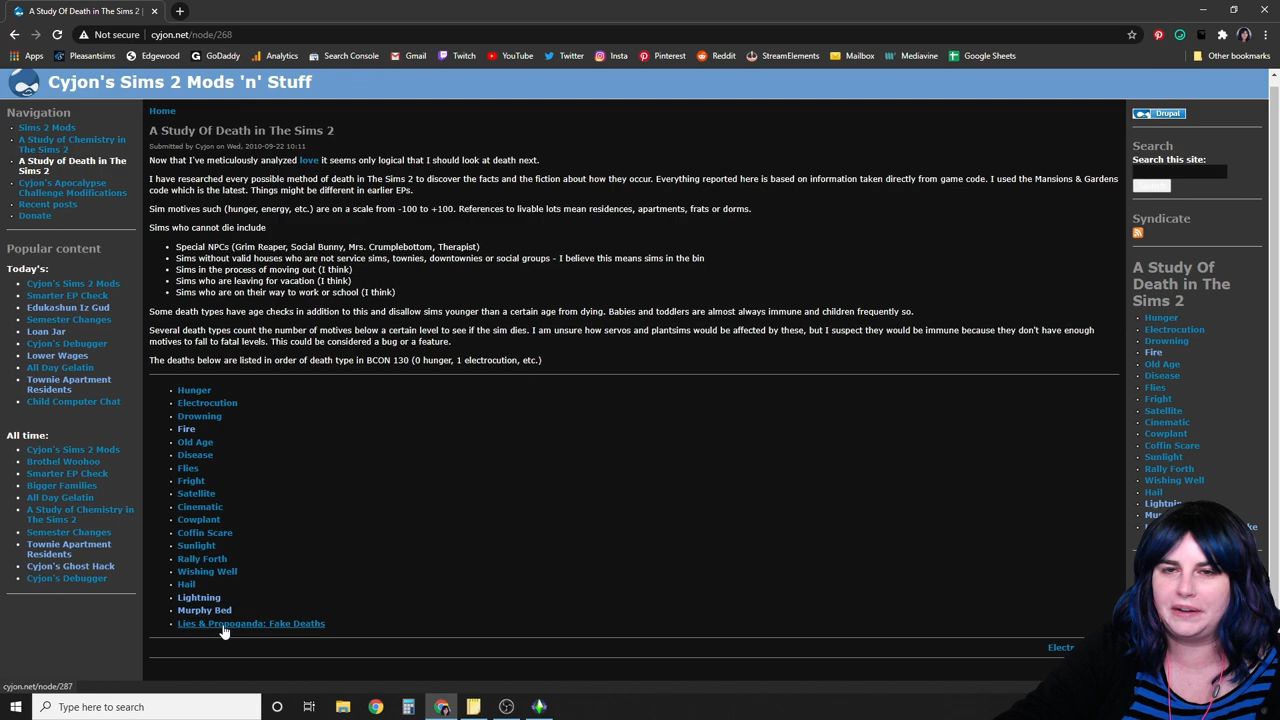 A Study Of Death in The Sims 2 |
Not secure | cyjon.net/node/268
Apps Pleasantsims Edgewood GoDaddy Analytics Search Console Gmail Twitch YouTube Twitter Insta Pinterest Reddit StreamElements Mailbox Mediavine Google Sheets Other bookmarks
Cyjon's Sims 2 Mods 'n' Stuff
Navigation
Sims 2 Mods
A Study of Chemistry in
The Sims 2
A Study of Death in The
Sims 2
Cyjon's Apocalypse
Challenge Modifications
Recent posts
Donate
Popular content
Today's:
Cyjon's Sims 2 Mods
Smarter EP Check
Edukashun Iz Gud
Semester Changes
Loan Jar
Cyjon's Debugger
Lower Wages
All Day Gelatin
Townie Apartment
Residents
Child Computer Chat
All time:
Cyjon's Sims 2 Mods
Brothel Woohoo
Smarter EP Check
Bigger Families
All Day Gelatin
A Study of Chemistry in
The Sims 2
Semester Changes
Townie Apartment
Residents
Cyjon's Ghost Hack
Cyjon's Debugger
Home
A Study Of Death in The Sims 2
Submitted by Cyjon on Wed, 2010-09-22 10:11
Now that I've meticulously analyzed love it seems only logical that I should look at death next.
I have researched every possible method of death in The Sims 2 to discover the facts and the fiction about how they occur. Everything reported here is based on information taken directly from game code. I used the Mansions & Gardens
code which is the latest. Things might be different in earlier EPs.
Sim motives such (hunger, energy, etc.) are on a scale from -100 to +100. References to livable lots mean residences, apartments, frats or dorms.
Sims who cannot die include
Special NPCs (Grim Reaper, Social Bunny, Mrs. Crumplebottom, Therapist)
Sims without valid houses who are not service sims, townies, downtownies or social groups - I believe this means sims in the bin
Sims in the process of moving out (I think)
Sims who are leaving for vacation (I think)
Sims who are on their way to work or school (I think)
Some death types have age checks in addition to this and disallow sims younger than a certain age from dying. Babies and toddlers are almost always immune and children frequently so.
Several death types count the number of motives below a certain level to see if the sim dies. I am unsure how servos and plantsims would be affected by these, but I suspect they would be immune because they don't have enough
motives to fall to fatal levels. This could be considered a bug or a feature.
The deaths below are listed in order of death type in BCON 130 (0 hunger, 1 electrocution, etc.)
Hunger
Electrocution
Drowning
Fire
Old Age
Disease
Flies
Fright
Satellite
Cinematic
Cowplant
Coffin Scare
Sunlight
Rally Forth
Wishing Well
Hail
Lightning
Murphy Bed
Lies & Propoganda: Fake Deaths
Electr
Drupal
Search
Search this site:
Syndicate
A Study Of
Death in The
Sims 2
Hunger
Electrocution
Drowning
Fire
Old Age
Disease
Flies
Fright
Satellite
Cinematic
Cowplant
Coffin Scare
Sunlight
Rally Forth
Wishing Well
Hail
Lightnin
Mu
cyjon.net/node/287
Type here to search